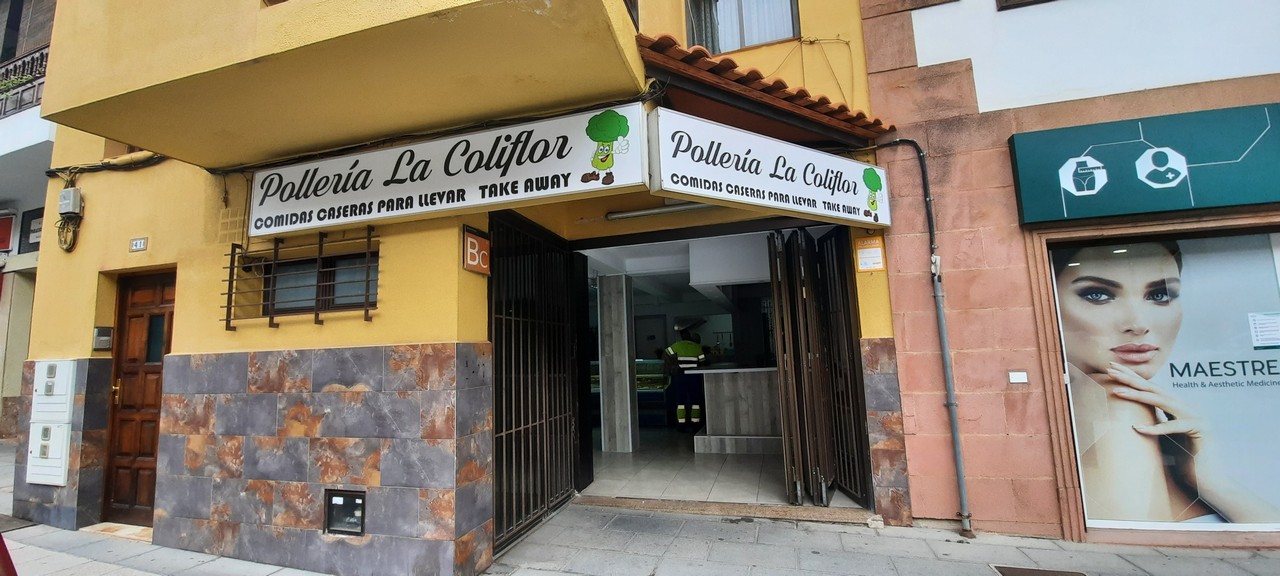 Pollería La Coliflor
COMIDAS CASERAS PARA LLEVAR TAKE AWAY
Pollería La Coliflor
COMIDAS CASERAS PARA LLEVAR TAKE AWAY
41
Bc
MAESTRE
Health & Aesthetic Medicine